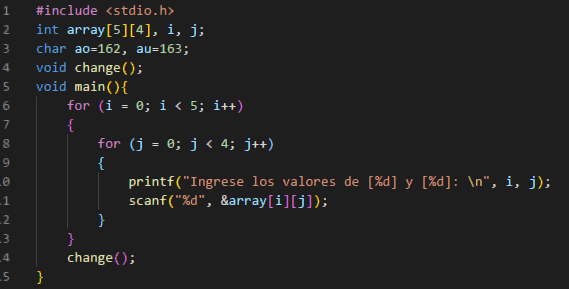 1 #include <stdio.h>
2 int array[5][4], i, j;
3 char ao=162, au=163;
4 void change();
5 void main(){
6 for (i = 0; i < 5; i++)
7 {
8 for (j = 0; j < 4; j++)
9 {
.0 printf("Ingrese los valores de [%d] y [%d]: \n", i, j);
.1 scanf("%d", &array[i][j]);
.2 }
.3 }
.4 change();
.5 }